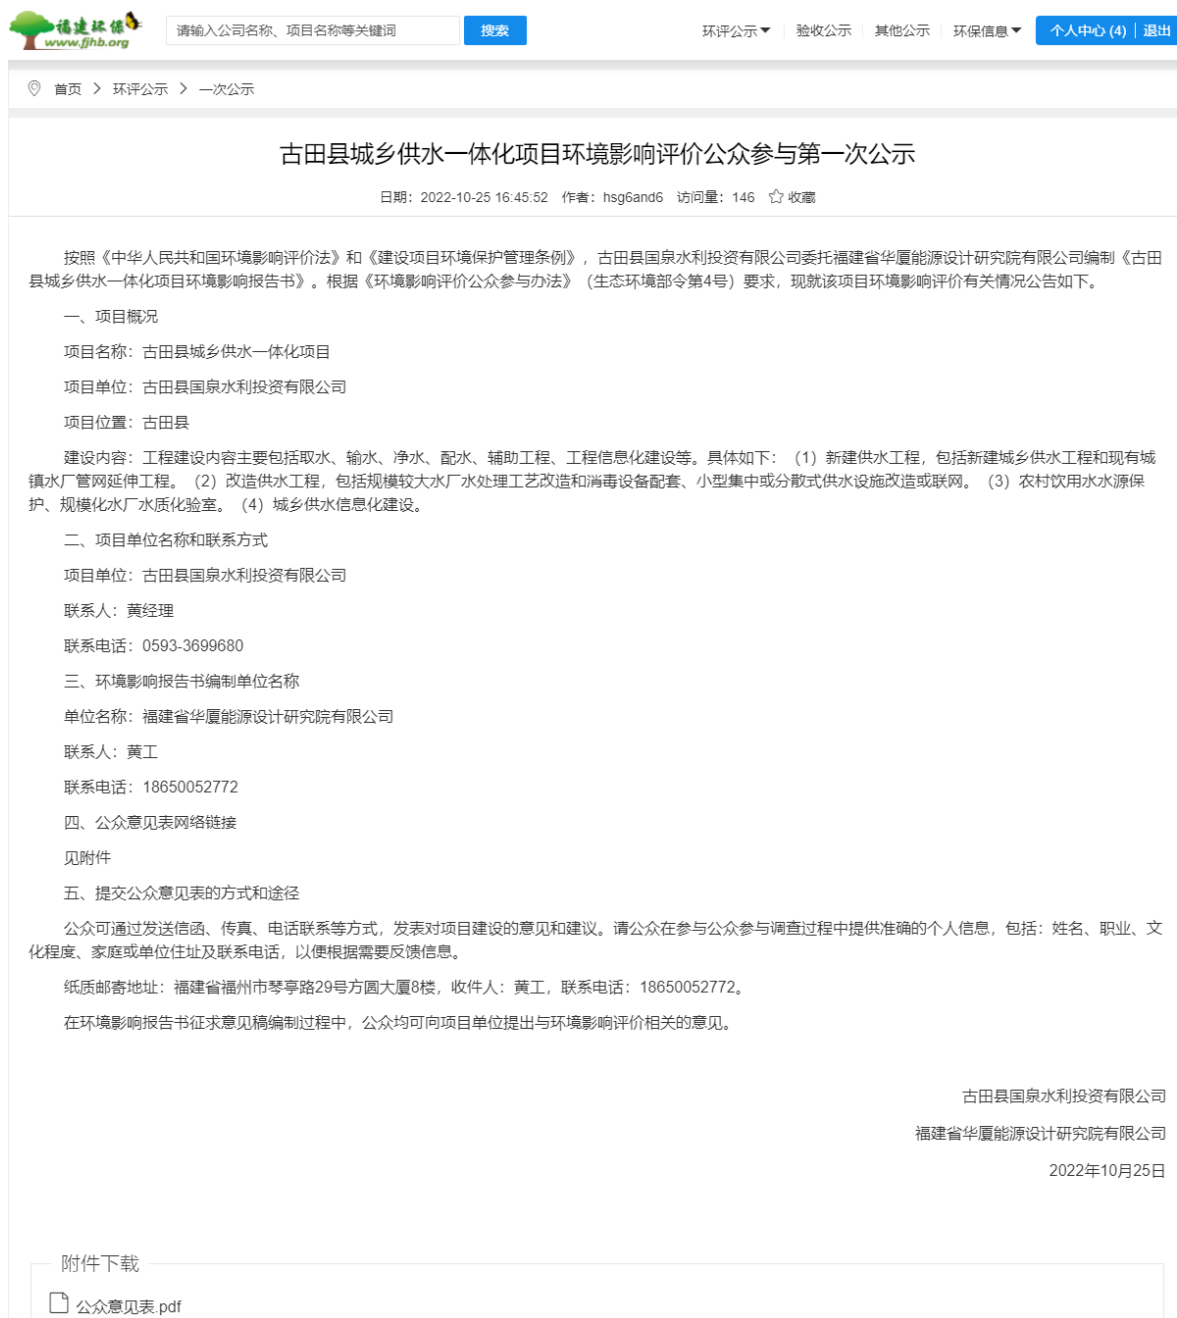 福建环保
www.fjhb.org
请输入公司名称、项目名称等关键词
搜索
环评公示▼ 验收公示 其他公示 环保信息▼ 个人中心 (4) 退出
首页 > 环评公示 > 一次公示
古田县城乡供水一体化项目环境影响评价公众参与第一次公示
日期：2022-10-25 16:45:52 作者：hsg6and6 访问量：146 收藏
按照《中华人民共和国环境影响评价法》和《建设项目环境保护管理条例》，古田县国泉水利投资有限公司委托福建省华厦能源设计研究院有限公司编制《古田
县城乡供水一体化项目环境影响报告书》。根据《环境影响评价公众参与办法》（生态环境部令第4号）要求，现就该项目环境影响评价有关情况公告如下。
一、项目概况
项目名称：古田县城乡供水一体化项目
项目单位：古田县国泉水利投资有限公司
项目位置：古田县
建设内容：工程建设内容主要包括取水、输水、净水、配水、辅助工程、工程信息化建设等。具体如下：（1）新建供水工程，包括新建城乡供水工程和现有城
镇水厂管网延伸工程。（2）改造供水工程，包括规模较大水厂水处理工艺改造和消毒设备配套、小型集中或分散式供水设施改造或联网。（3）农村饮用水水源保
护、规模化水厂水质化验室。（4）城乡供水信息化建设。
二、项目单位名称和联系方式
项目单位：古田县国泉水利投资有限公司
联系人：黄经理
联系电话：0593-3699680
三、环境影响报告书编制单位名称
单位名称：福建省华厦能源设计研究院有限公司
联系人：黄工
联系电话：18650052772
四、公众意见表网络链接
见附件
五、提交公众意见表的方式和途径
公众可通过发送信函、传真、电话联系等方式，发表对项目建设的意见和建议。请公众在参与公众参与调查过程中提供准确的个人信息，包括：姓名、职业、文
化程度、家庭或单位住址及联系电话，以便根据需要反馈信息。
纸质邮寄地址：福建省福州市琴亭路29号方圆大厦8楼，收件人：黄工，联系电话：18650052772。
在环境影响报告书征求意见稿编制过程中，公众均可向项目单位提出与环境影响评价相关的意见。
古田县国泉水利投资有限公司
福建省华厦能源设计研究院有限公司
2022年10月25日
附件下载
公众意见表.pdf